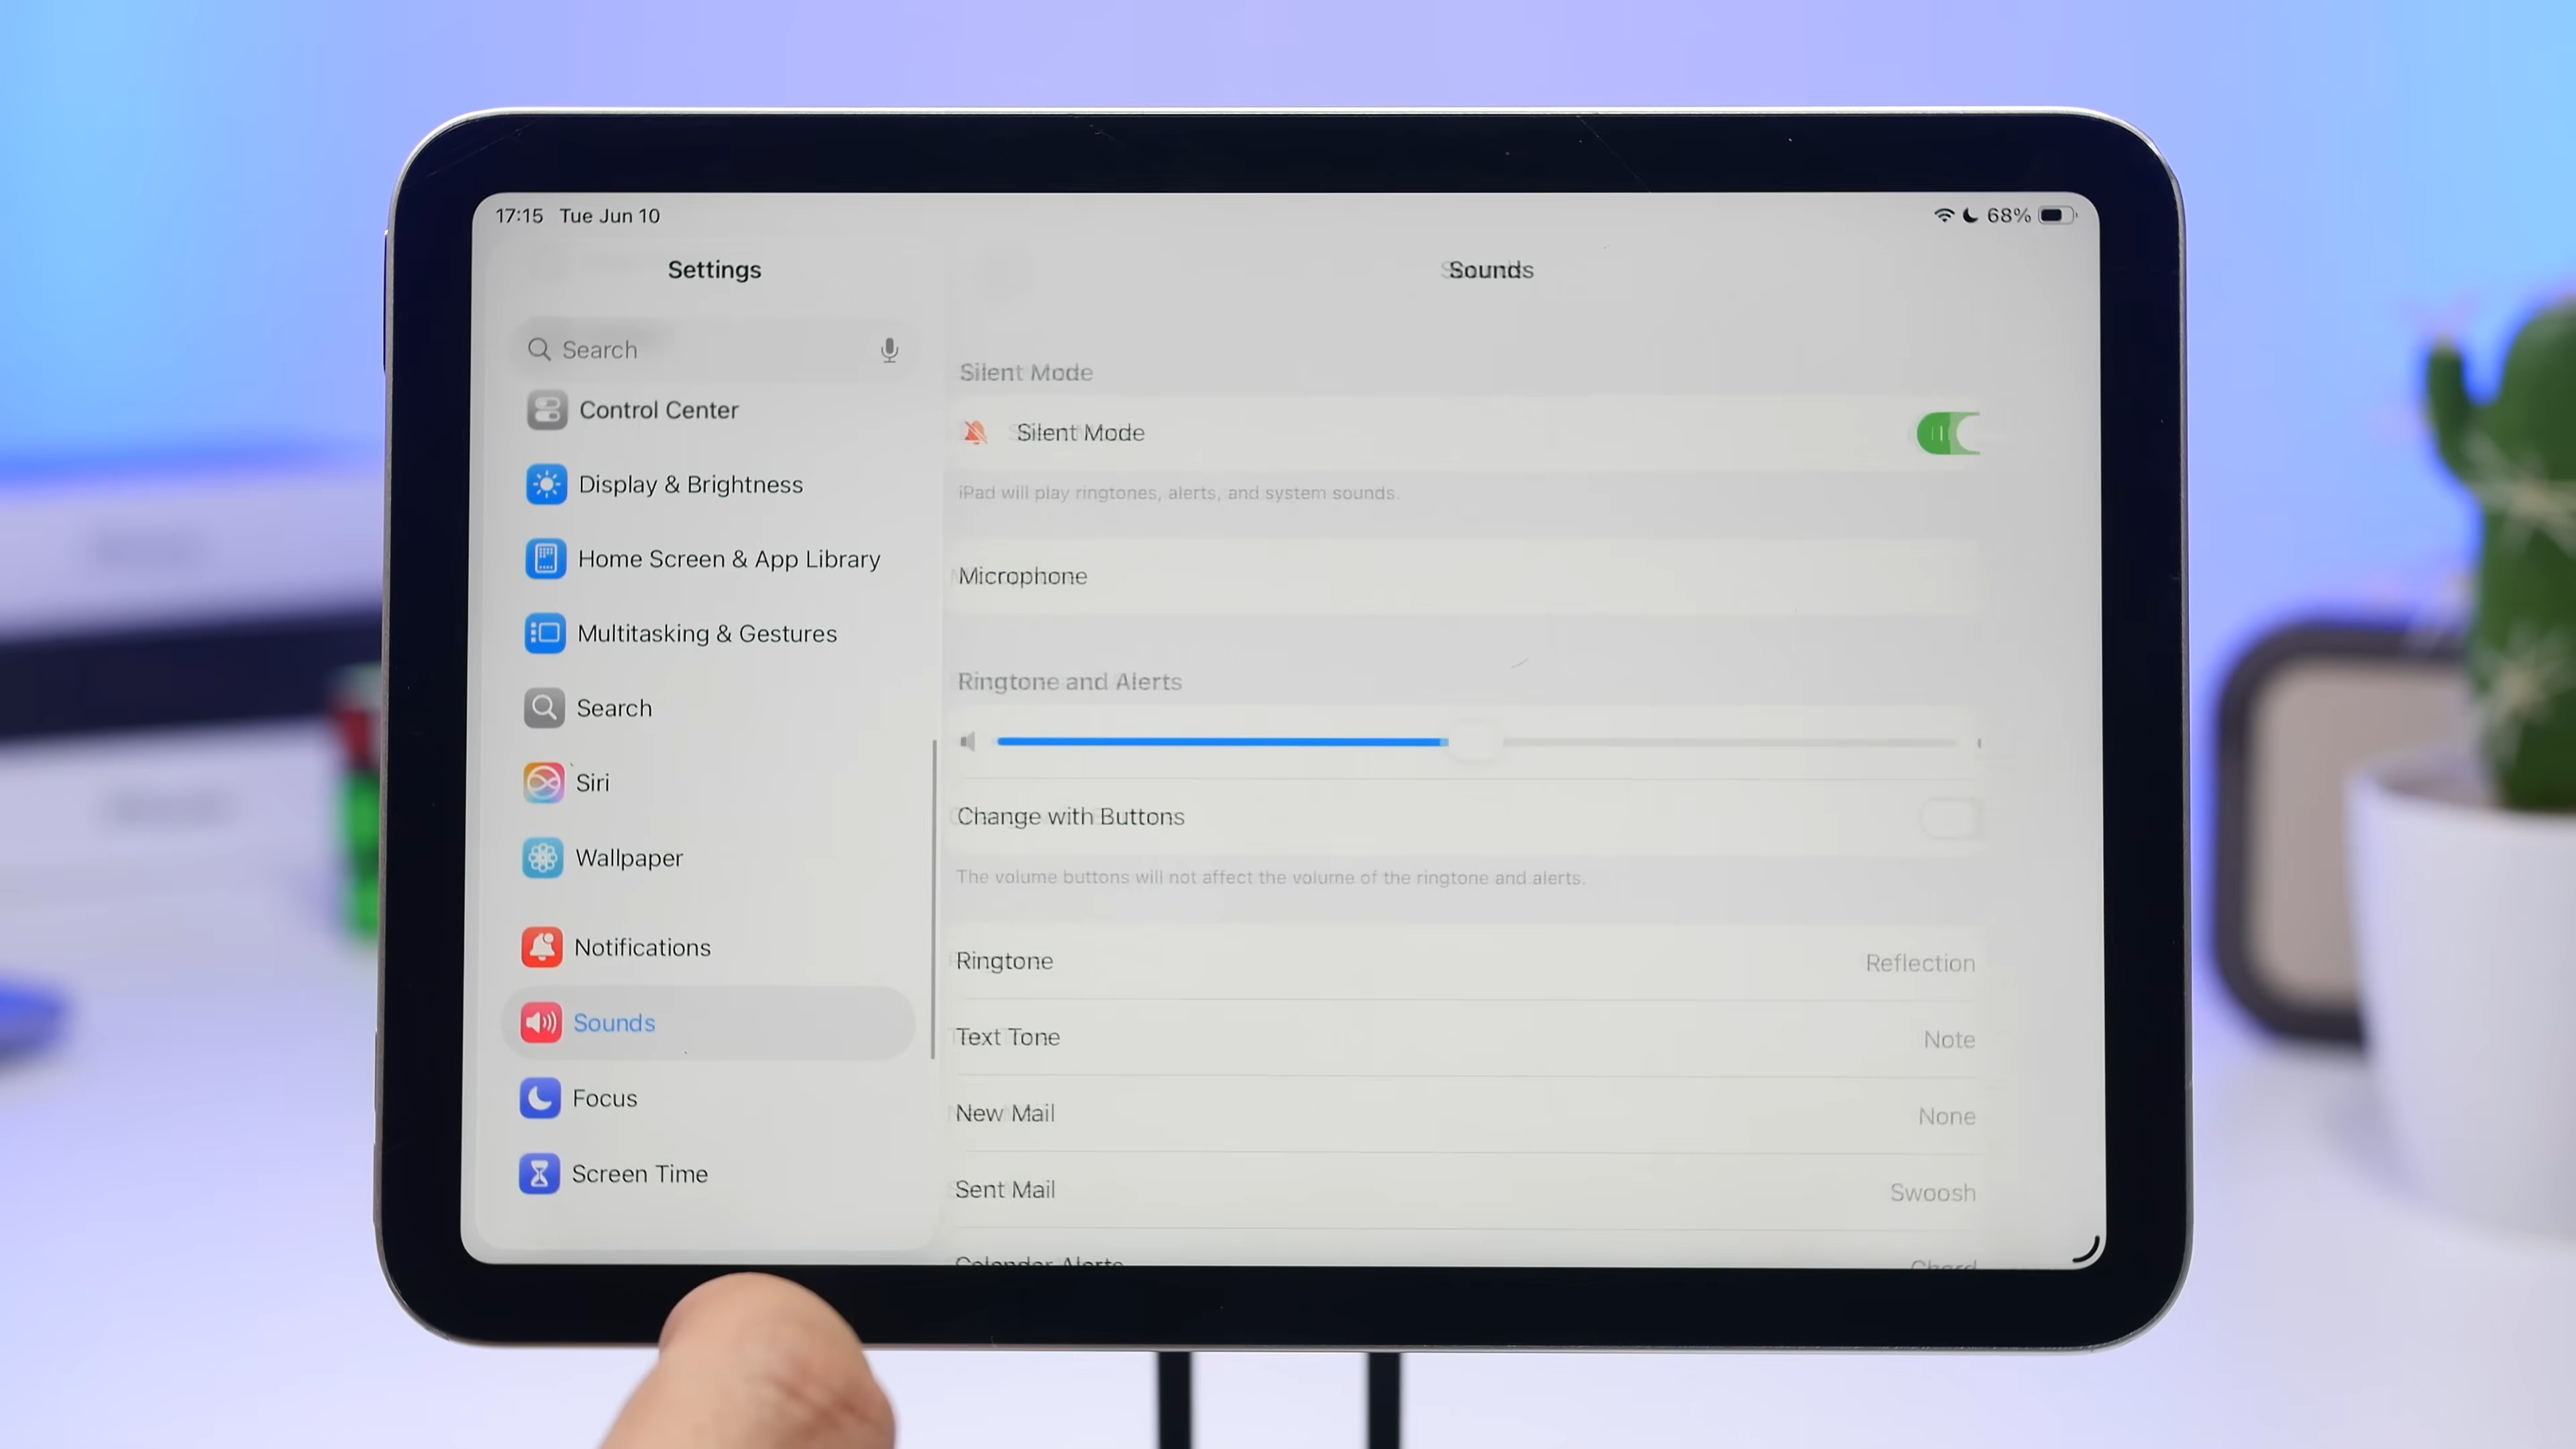 17:15 Tue Jun 10
68%
Settings
Search
Control Center
Display & Brightness
Home Screen & App Library
Multitasking & Gestures
Search
Siri
Wallpaper
Notifications
Sounds
Focus
Screen Time
Sounds
Silent Mode
Silent Mode
iPad will play ringtones, alerts, and system sounds.
Microphone
Ringtone and Alerts
Change with Buttons
The volume buttons will not affect the volume of the ringtone and alerts.
Ringtone Reflection
Text Tone Note
New Mail None
Sent Mail Swoosh
Calendar Alerts Chord